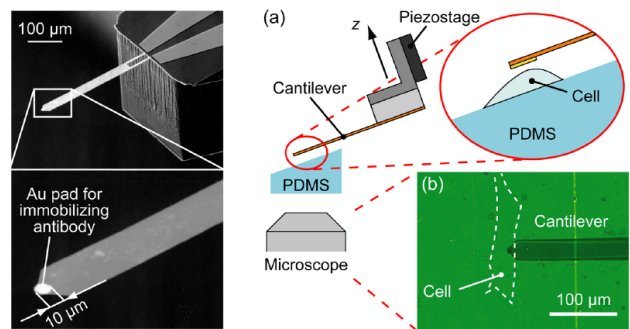 100 μm
Au pad for
immobilizing
antibody
10 μm
(a)
z
Piezostage
Cantilever
PDMS
Microscope
Cell
PDMS
(b)
Cantilever
Cell
100 μm